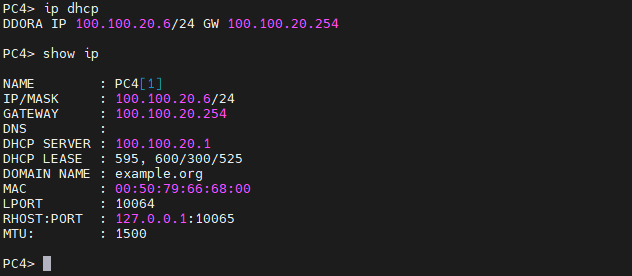 PC4> ip dhcp
DDORA IP 100.100.20.6/24 GW 100.100.20.254
PC4> show ip
NAME : PC4[1]
IP/MASK : 100.100.20.6/24
GATEWAY : 100.100.20.254
DNS :
DHCP SERVER : 100.100.20.1
DHCP LEASE : 595, 600/300/525
DOMAIN NAME : example.org
MAC : 00:50:79:66:68:00
LPORT : 10064
RHOST:PORT : 127.0.0.1:10065
MTU: : 1500
PC4>